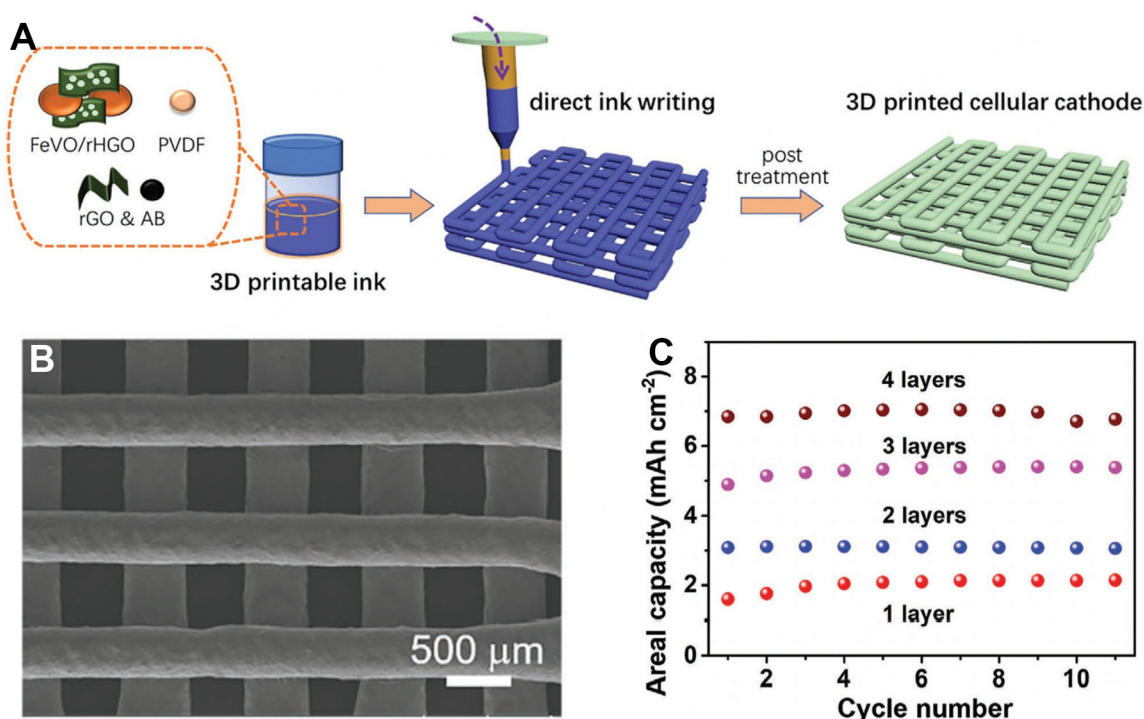 A
FeVO/rHGO
PVDF
rGO & AB
3D printable ink
direct ink writing
post
treatment
3D printed cellular cathode
B
500 μm
C
Areal capacity (mAh cm⁻²)
8
6
4
2
0
4 layers
3 layers
2 layers
1 layer
2
4
6
8
10
Cycle number